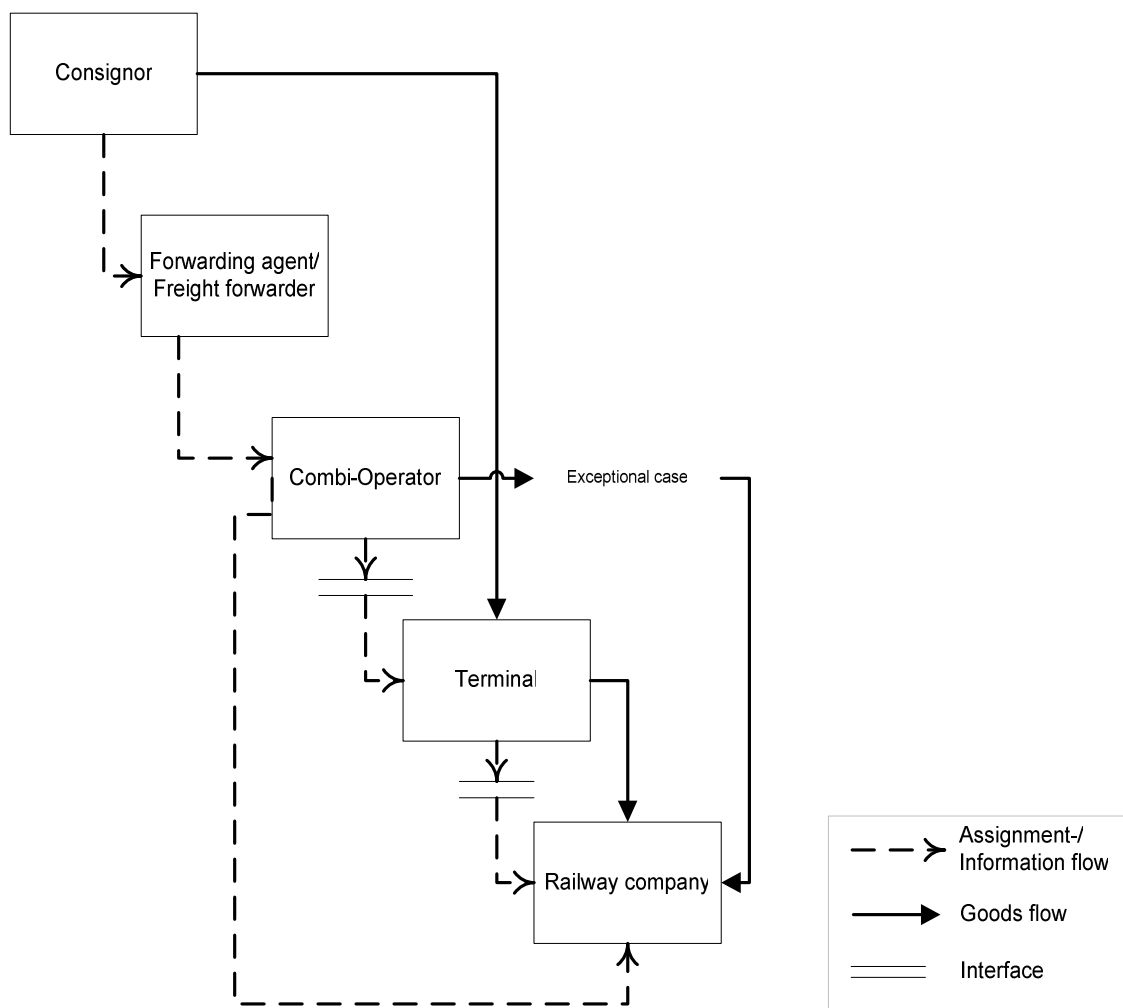 Consignor
Forwarding agent/
Freight forwarder
Combi-Operator
Exceptional case
Terminal
Railway company
Assignment-/
Information flow
Goods flow
Interface